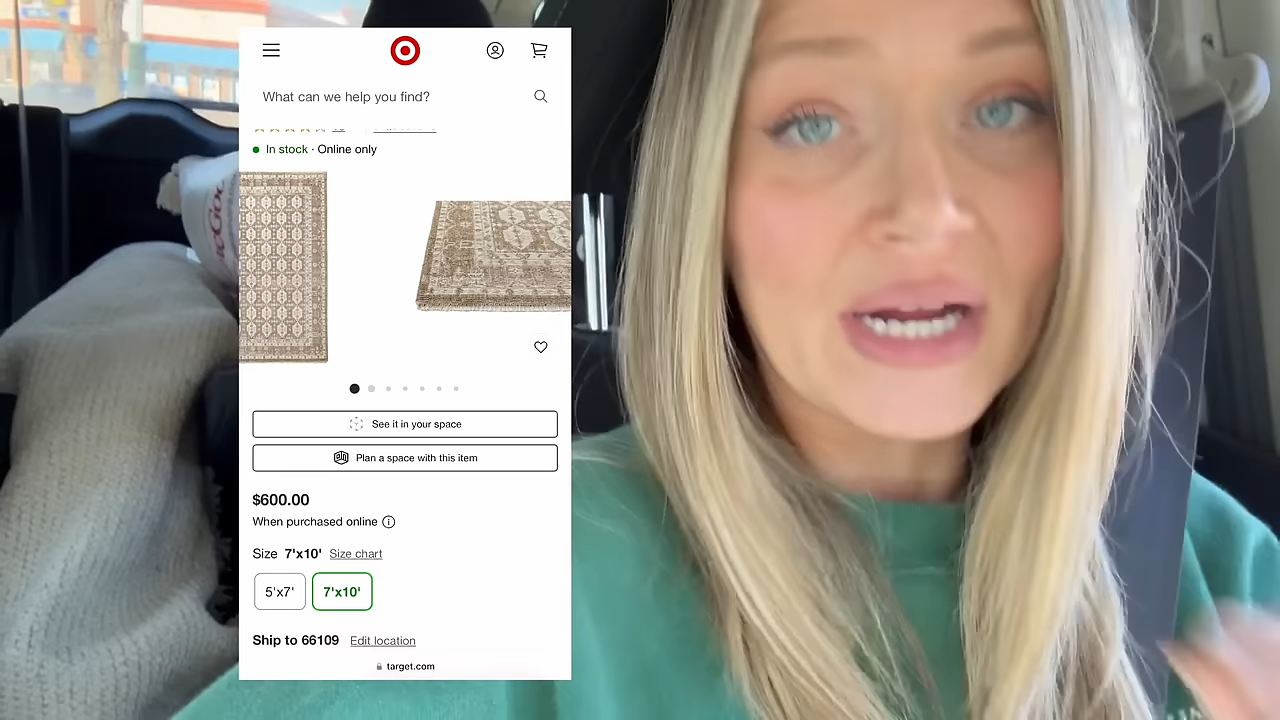 What can we help you find?
In stock · Online only
See it in your space
Plan a space with this item
$600.00
When purchased online
Size 7'x10' Size chart
5'x7' 7'x10'
Ship to 66109 Edit location
target.com